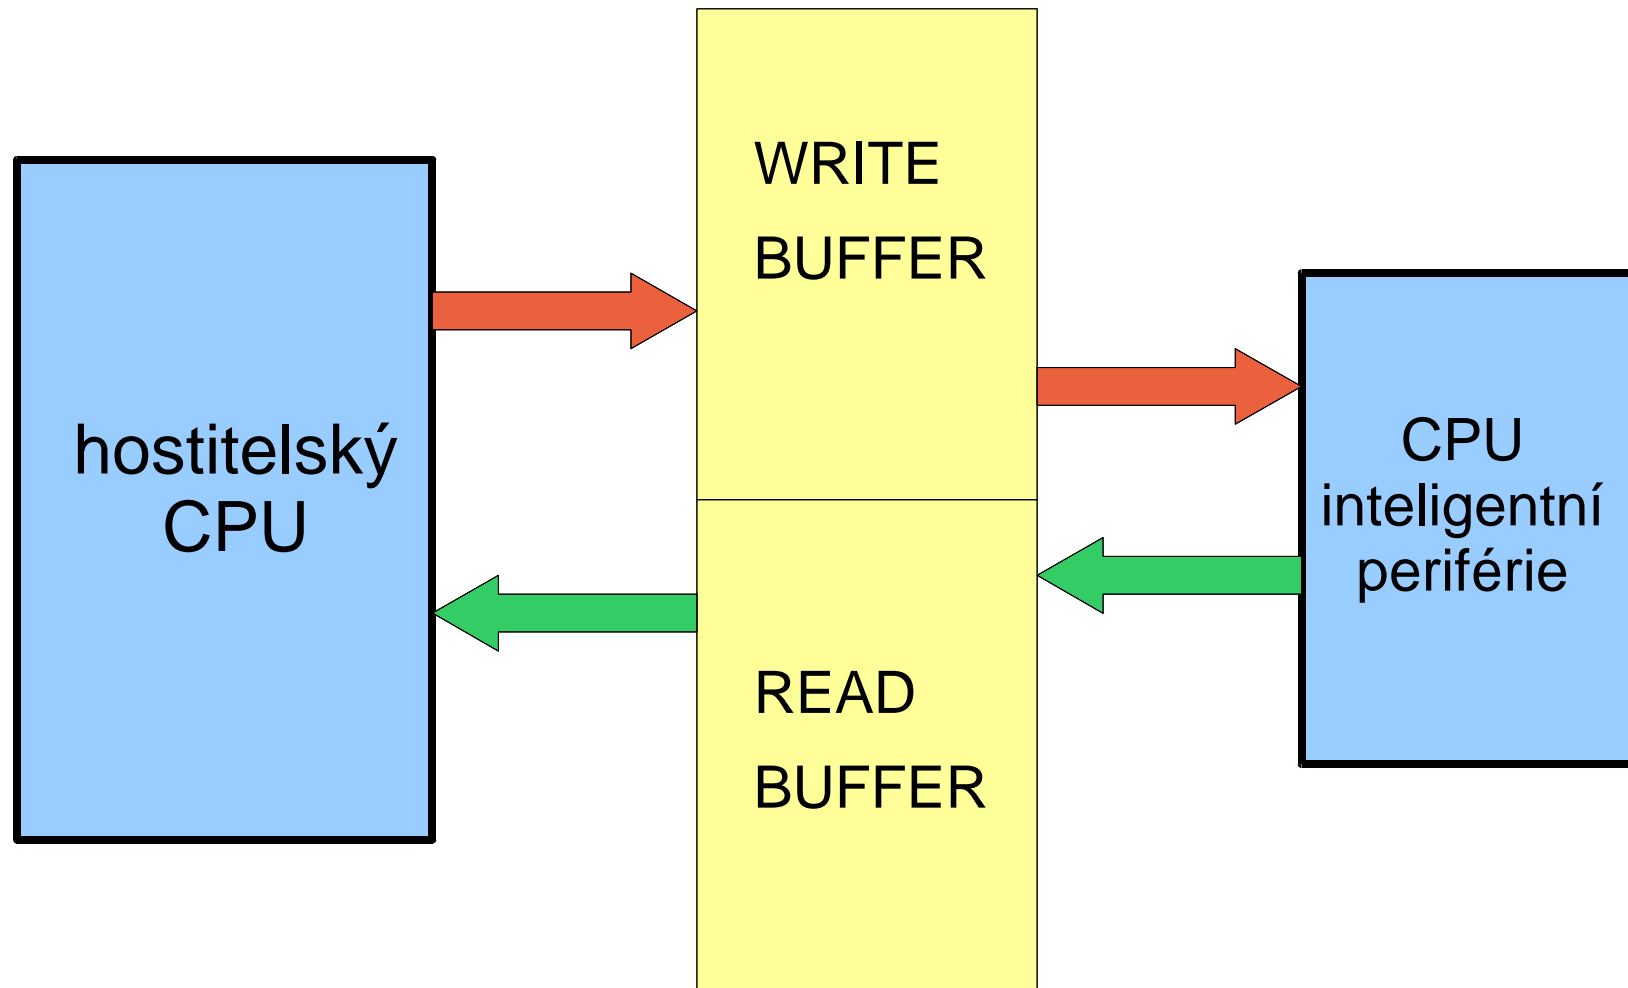 WRITE
BUFFER
hostitelský
CPU
CPU
inteligentní
periférie
READ
BUFFER